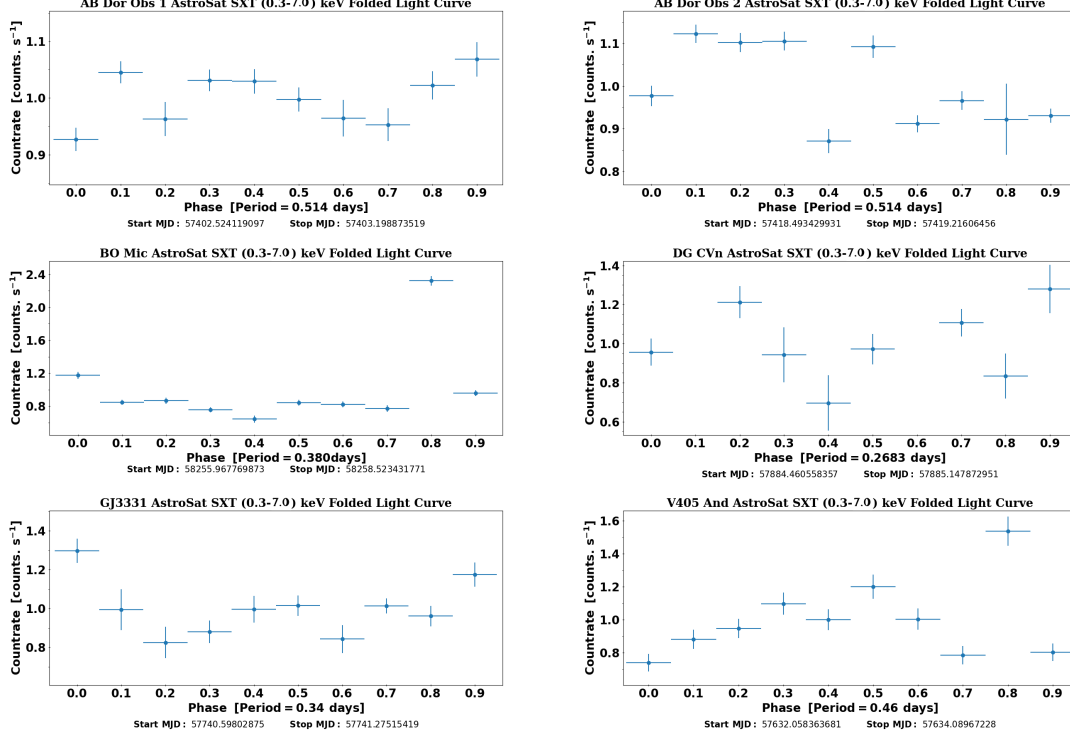 AB Dor Obs 1 AstroSat SXT (0.3-7.0) keV Folded Light Curve
Countrate [counts. s⁻¹]
1.1
1.0
0.9
0.0 0.1 0.2 0.3 0.4 0.5 0.6 0.7 0.8 0.9
Phase [Period = 0.514 days]
Start MJD: 57402.524119097 Stop MJD: 57403.198873519
AB Dor Obs 2 AstroSat SXT (0.3-7.0) keV Folded Light Curve
Countrate [counts. s⁻¹]
1.1
1.0
0.9
0.8
0.0 0.1 0.2 0.3 0.4 0.5 0.6 0.7 0.8 0.9
Phase [Period = 0.514 days]
Start MJD: 57418.493429931 Stop MJD: 57419.21606456
BO Mic AstroSat SXT (0.3-7.0) keV Folded Light Curve
Countrate [counts. s⁻¹]
2.4
2.0
1.6
1.2
0.8
0.0 0.1 0.2 0.3 0.4 0.5 0.6 0.7 0.8 0.9
Phase [Period = 0.380days]
Start MJD: 58255.967769873 Stop MJD: 58258.523431771
DG CVn AstroSat SXT (0.3-7.0) keV Folded Light Curve
Countrate [counts. s⁻¹]
1.4
1.2
1.0
0.8
0.6
0.0 0.1 0.2 0.3 0.4 0.5 0.6 0.7 0.8 0.9
Phase [Period = 0.2683 days]
Start MJD: 57884.460558357 Stop MJD: 57885.147872951
GJ3331 AstroSat SXT (0.3-7.0) keV Folded Light Curve
Countrate [counts. s⁻¹]
1.4
1.2
1.0
0.8
0.0 0.1 0.2 0.3 0.4 0.5 0.6 0.7 0.8 0.9
Phase [Period = 0.34 days]
Start MJD: 57740.59802875 Stop MJD: 57741.27515419
V405 And AstroSat SXT (0.3-7.0) keV Folded Light Curve
Countrate [counts. s⁻¹]
1.6
1.4
1.2
1.0
0.8
0.0 0.1 0.2 0.3 0.4 0.5 0.6 0.7 0.8 0.9
Phase [Period = 0.46 days]
Start MJD: 57632.058363681 Stop MJD: 57634.08967228